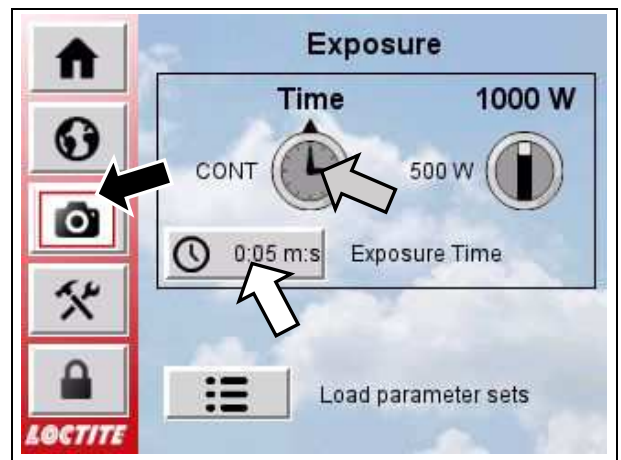 Exposure
Time 1000 W
CONT 500 W
0:05 m:s Exposure Time
Load parameter sets
LOCTITE